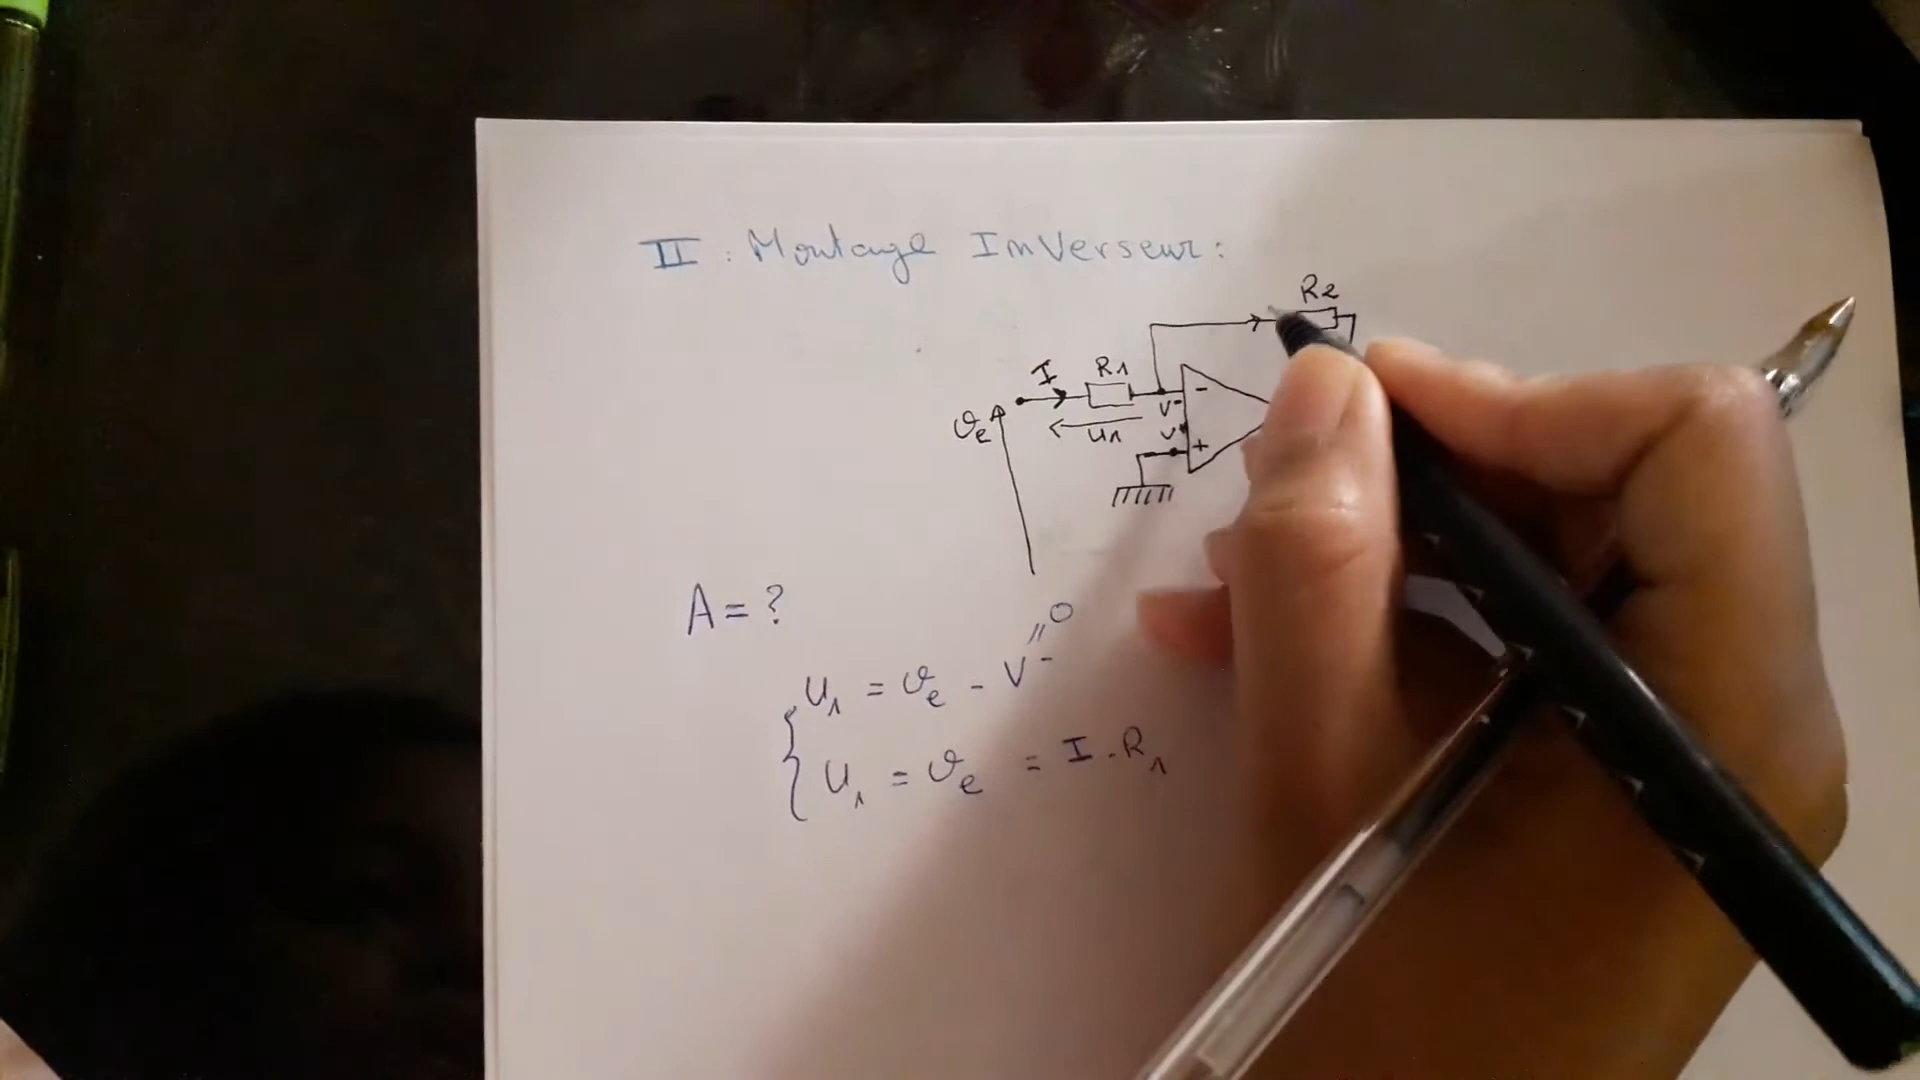 II : Montage Inverseur :
R2
I
R1
V-
ve
U1
V+
-
+
A = ?
0
//
U1 = ve - V-
U1 = ve = I . R1